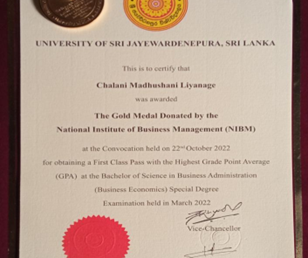 UNIVERSITY OF SRI JAYEWARDENEPURA, SRI LANKA
This is to certify that
Chalani Madhushani Liyanage
was awarded
The Gold Medal Donated by the
National Institute of Business Management (NIBM)
at the Convocation held on 22nd October 2022
for obtaining a First Class Pass with the Highest Grade Point Average
(GPA) at the Bachelor of Science in Business Administration
(Business Economics) Special Degree
Examination held in March 2022
Vice-Chancellor